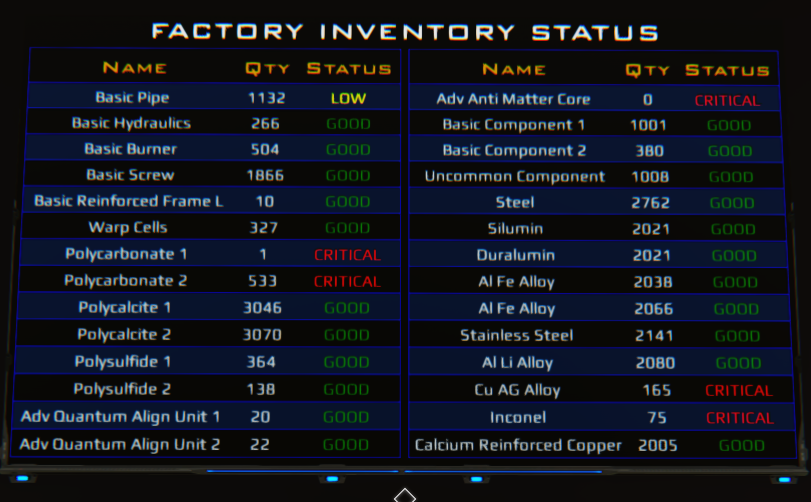 FACTORY INVENTORY STATUS
NAME QTY STATUS
Basic Pipe 1132 LOW
Basic Hydraulics 266 GOOD
Basic Burner 504 GOOD
Basic Screw 1866 GOOD
Basic Reinforced Frame L 10 GOOD
Warp Cells 327 GOOD
Polycarbonate 1 1 CRITICAL
Polycarbonate 2 533 CRITICAL
Polycalcite 1 3046 GOOD
Polycalcite 2 3070 GOOD
Polysulfide 1 364 GOOD
Polysulfide 2 138 GOOD
Adv Quantum Align Unit 1 20 GOOD
Adv Quantum Align Unit 2 22 GOOD
NAME QTY STATUS
Adv Anti Matter Core 0 CRITICAL
Basic Component 1 1001 GOOD
Basic Component 2 380 GOOD
Uncommon Component 1008 GOOD
Steel 2762 GOOD
Silumin 2021 GOOD
Duralumin 2021 GOOD
Al Fe Alloy 2038 GOOD
Al Fe Alloy 2066 GOOD
Stainless Steel 2141 GOOD
Al Li Alloy 2080 GOOD
Cu AG Alloy 165 CRITICAL
Inconel 75 CRITICAL
Calcium Reinforced Copper 2005 GOOD